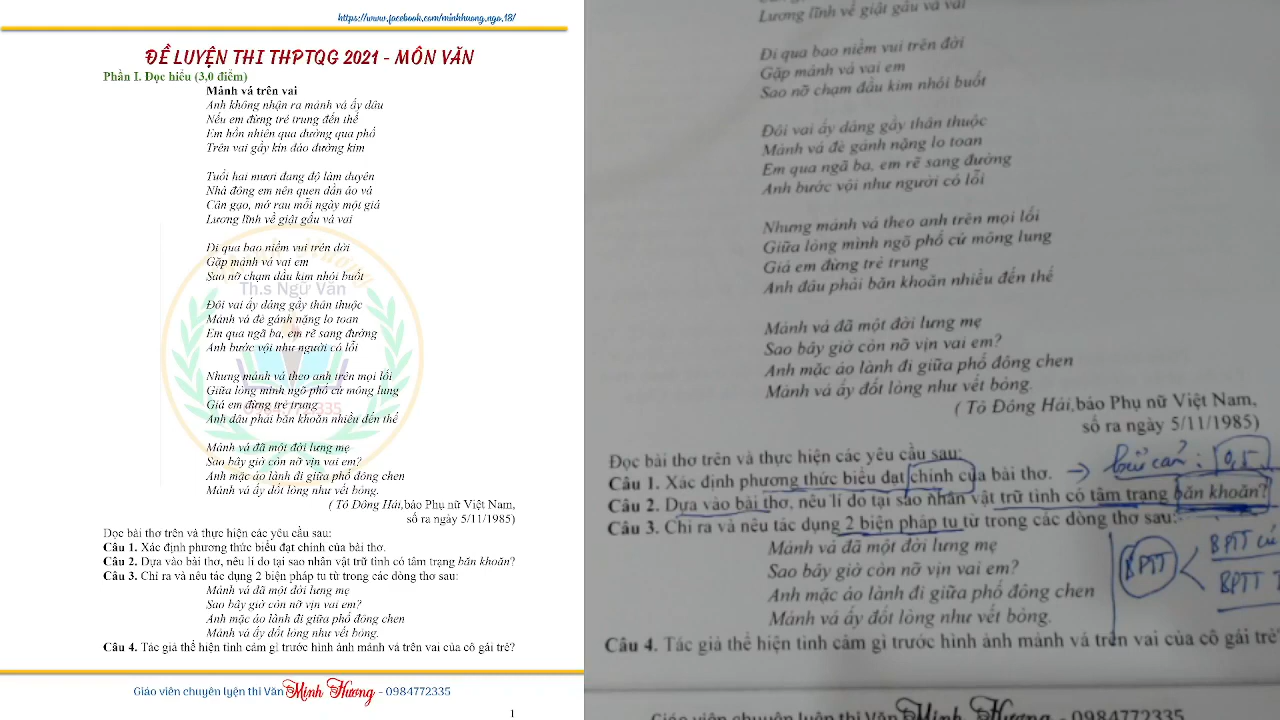 https://www.facebook.com/minhhuong.ngo.18/
ĐỀ LUYỆN THI THPTQG 2021 - MÔN VĂN
Phần I. Đọc hiểu (3,0 điểm)
Mảnh vá trên vai
Anh không nhận ra mảnh vá ấy đâu
Nếu em đừng trẻ trung đến thế
Em hồn nhiên qua đường qua phố
Trên vai gầy kín đáo đường kim
Tuổi hai mươi đang độ làm duyên
Nhà đông em nên quen dần áo vá
Cân gạo, mớ rau mỗi ngày một giá
Lương lĩnh về giật gấu vá vai
Đi qua bao niềm vui trên đời
Gặp mảnh vá vai em
Sao nỡ chạm đầu kim nhói buốt
Đôi vai ấy dáng gầy thân thuộc
Mảnh vá đè gánh nặng lo toan
Em qua ngã ba, em rẽ sang đường
Anh bước vội như người có lỗi
Nhưng mảnh vá theo anh trên mọi lối
Giữa lòng mình ngõ phố cứ mông lung
Giá em đừng trẻ trung
Anh đâu phải băn khoăn nhiều đến thế
Mảnh vá đã một đời lưng mẹ
Sao bây giờ còn nỡ vịn vai em?
Anh mặc áo lành đi giữa phố đông chen
Mảnh vá ấy đốt lòng như vết bỏng.
( Tô Đông Hải,báo Phụ nữ Việt Nam,
số ra ngày 5/11/1985)
Đọc bài thơ trên và thực hiện các yêu cầu sau:
Câu 1. Xác định phương thức biểu đạt chính của bài thơ.
Câu 2. Dựa vào bài thơ, nêu lí do tại sao nhân vật trữ tình có tâm trạng băn khoăn?
Câu 3. Chỉ ra và nêu tác dụng 2 biện pháp tu từ trong các dòng thơ sau:
Mảnh vá đã một đời lưng mẹ
Sao bây giờ còn nỡ vịn vai em?
Anh mặc áo lành đi giữa phố đông chen
Mảnh vá ấy đốt lòng như vết bỏng.
Câu 4. Tác giả thể hiện tình cảm gì trước hình ảnh mảnh vá trên vai của cô gái trẻ?
Th.s Ngữ Văn
Giáo viên chuyên luyện thi Văn Minh Hương - 0984772335
1
Lương lĩnh về giật gấu vá vai
Đi qua bao niềm vui trên đời
Gặp mảnh vá vai em
Sao nỡ chạm đầu kim nhói buốt
Đôi vai ấy dáng gầy thân thuộc
Mảnh vá đè gánh nặng lo toan
Em qua ngã ba, em rẽ sang đường
Anh bước vội như người có lỗi
Nhưng mảnh vá theo anh trên mọi lối
Giữa lòng mình ngõ phố cứ mông lung
Giá em đừng trẻ trung
Anh đâu phải băn khoăn nhiều đến thế
Mảnh vá đã một đời lưng mẹ
Sao bây giờ còn nỡ vịn vai em?
Anh mặc áo lành đi giữa phố đông chen
Mảnh vá ấy đốt lòng như vết bỏng.
( Tô Đông Hải,báo Phụ nữ Việt Nam,
số ra ngày 5/11/1985)
Đọc bài thơ trên và thực hiện các yêu cầu sau:
Câu 1. Xác định phương thức biểu đạt chính của bài thơ. → biểu cảm: 0,5
Câu 2. Dựa vào bài thơ, nêu lí do tại sao nhân vật trữ tình có tâm trạng băn khoăn?
Câu 3. Chỉ ra và nêu tác dụng 2 biện pháp tu từ trong các dòng thơ sau:
Mảnh vá đã một đời lưng mẹ
Sao bây giờ còn nỡ vịn vai em?
Anh mặc áo lành đi giữa phố đông chen
Mảnh vá ấy đốt lòng như vết bỏng.
BPTT
BPTT
BPTT
Câu 4. Tác giả thể hiện tình cảm gì trước hình ảnh mảnh vá trên vai của cô gái trẻ?
Giáo viên chuyên luyện thi Văn Minh Hương - 0984772335